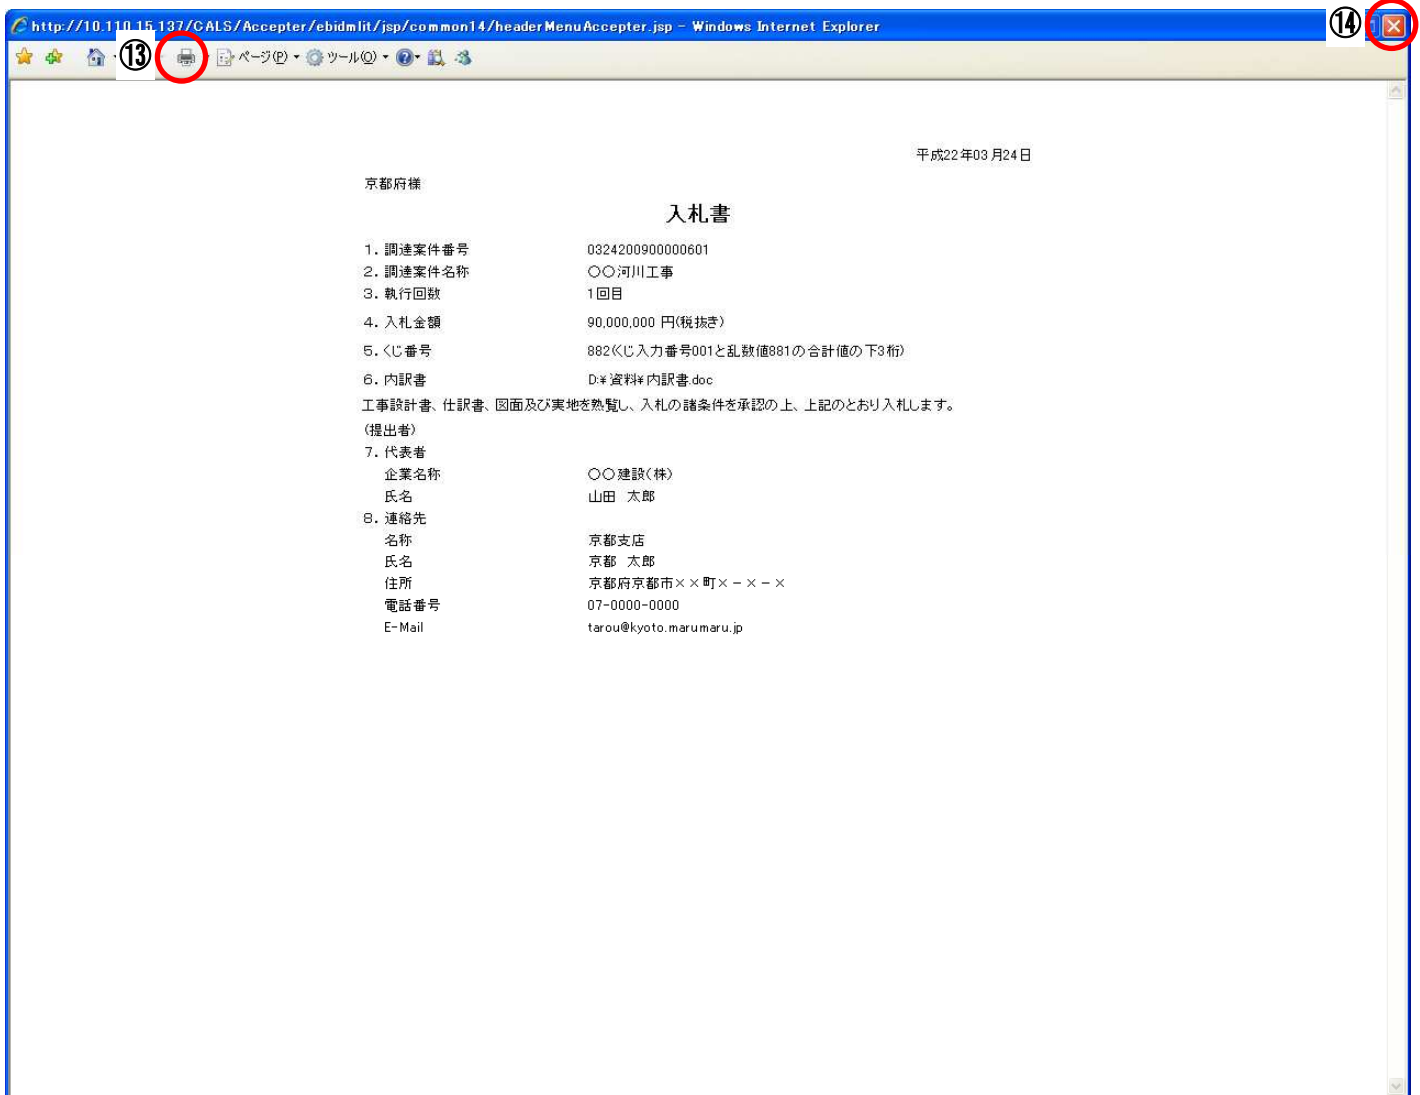 http://10.110.15.137/CALS/Accepter/ebidmlit/jsp/common14/headerMenuAccepter.jsp - Windows Internet Explorer
⑭
⑬
ページ(P) ツール(O)
平成22年03月24日
京都府様
入札書
1．調達案件番号 0324200900000601
2．調達案件名称 〇〇河川工事
3．執行回数 1回目
4．入札金額 90,000,000 円(税抜き)
5．くじ番号 882(くじ入力番号001と乱数値881の合計値の下3桁)
6．内訳書 D:¥資料¥内訳書.doc
工事設計書、仕訳書、図面及び実地を熟覧し、入札の諸条件を承認の上、上記のとおり入札します。
(提出者)
7．代表者
企業名称 〇〇建設(株)
氏名 山田 太郎
8．連絡先
名称 京都支店
氏名 京都 太郎
住所 京都府京都市××町×－×－×
電話番号 07-0000-0000
E-Mail tarou@kyoto.marumaru.jp